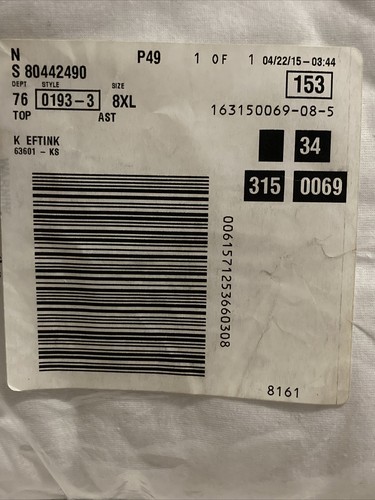 N P49 1 OF 1 04/22/15-03:44
S 80442490
DEPT STYLE SIZE
76 0193-3 8XL 153
TOP AST 163150069-08-5
K EFTINK 34
63601 - KS
315 0069
0061571253660308
8161